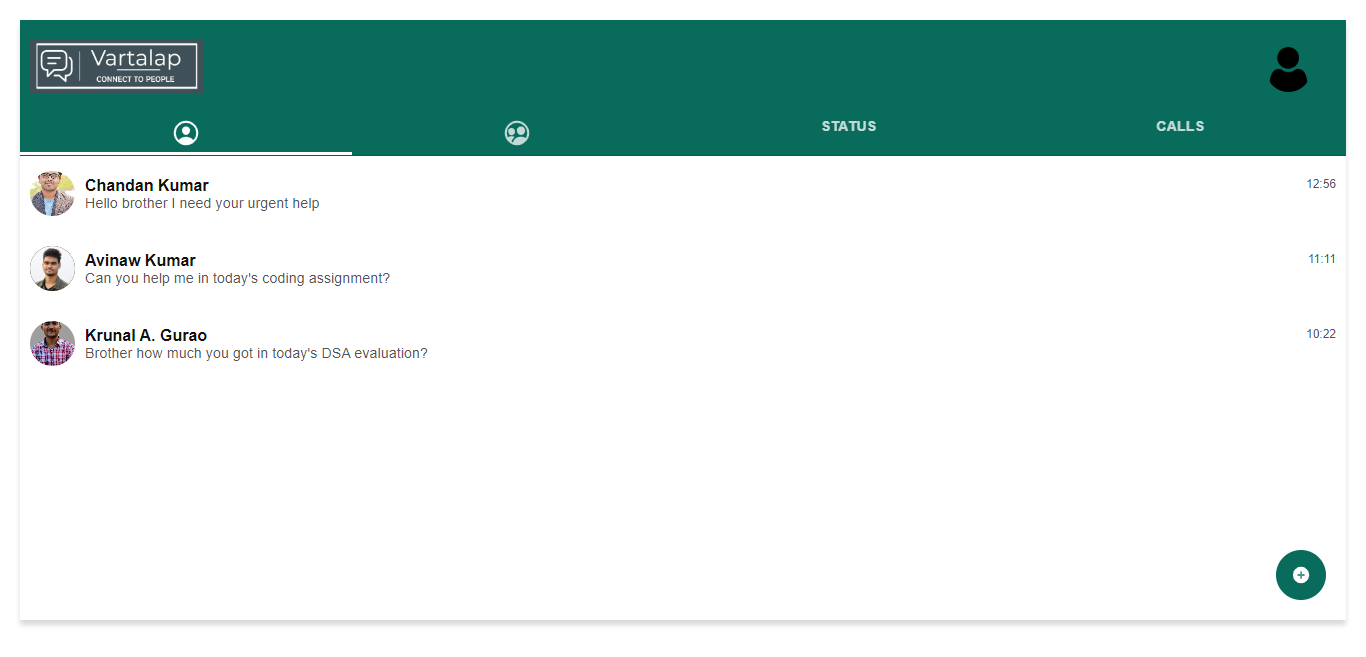 Vartalap
CONNECT TO PEOPLE
STATUS
CALLS
Chandan Kumar
12:56
Hello brother I need your urgent help
Avinaw Kumar
11:11
Can you help me in today's coding assignment?
Krunal A. Gurao
10:22
Brother how much you got in today's DSA evaluation?